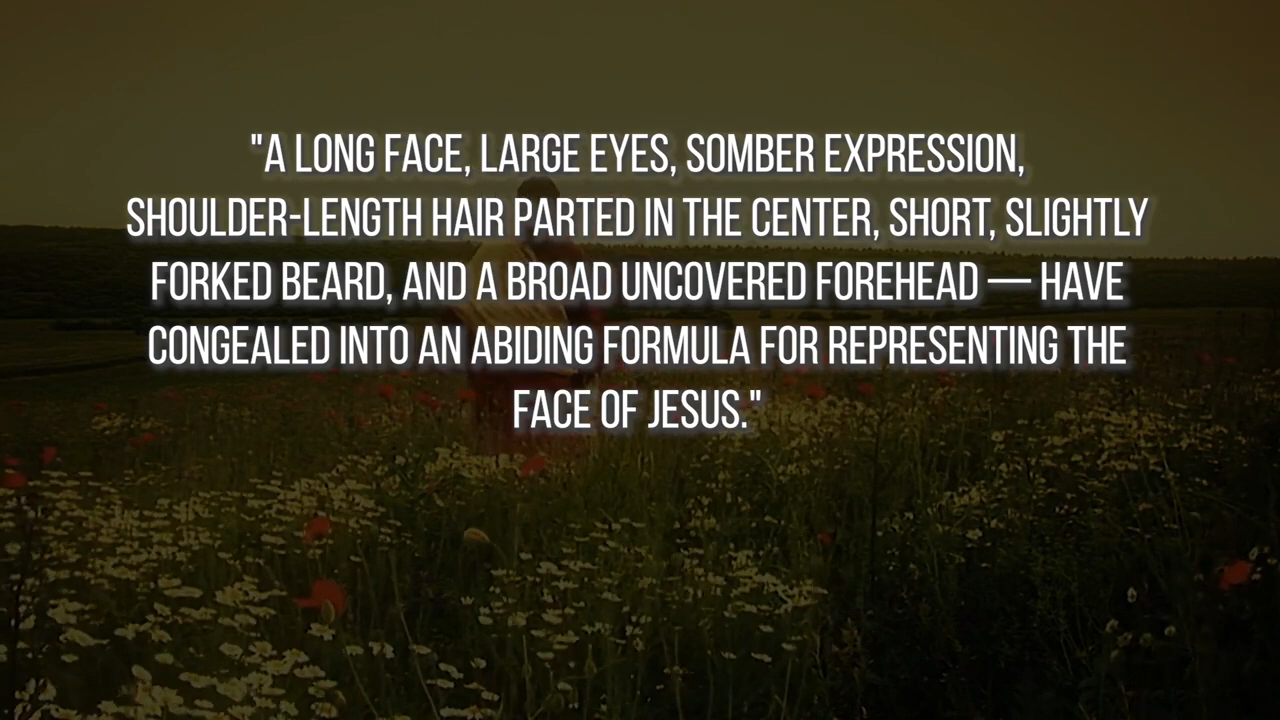 "A LONG FACE, LARGE EYES, SOMBER EXPRESSION,
SHOULDER-LENGTH HAIR PARTED IN THE CENTER, SHORT, SLIGHTLY
FORKED BEARD, AND A BROAD UNCOVERED FOREHEAD — HAVE
CONGEALED INTO AN ABIDING FORMULA FOR REPRESENTING THE
FACE OF JESUS."